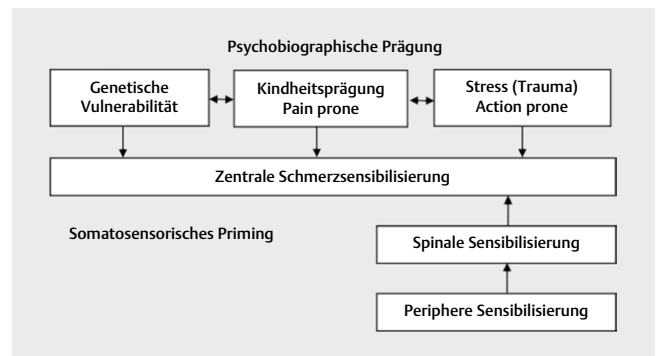 Psychobiographische Prägung
Genetische
Vulnerabilität
Kindheitsprägung
Pain prone
Stress (Trauma)
Action prone
Zentrale Schmerzsensibilisierung
Somatosensorisches Priming
Spinale Sensibilisierung
Periphere Sensibilisierung